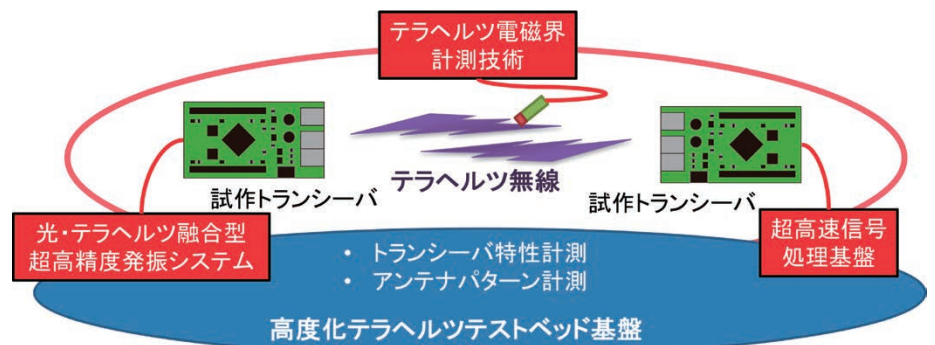 テラヘルツ電磁界
計測技術
試作トランシーバ
テラヘルツ無線
試作トランシーバ
光・テラヘルツ融合型
超高精度発振システム
超高速信号
処理基盤
• トランシーバ特性計測
• アンテナパターン計測
高度化テラヘルツテストベッド基盤